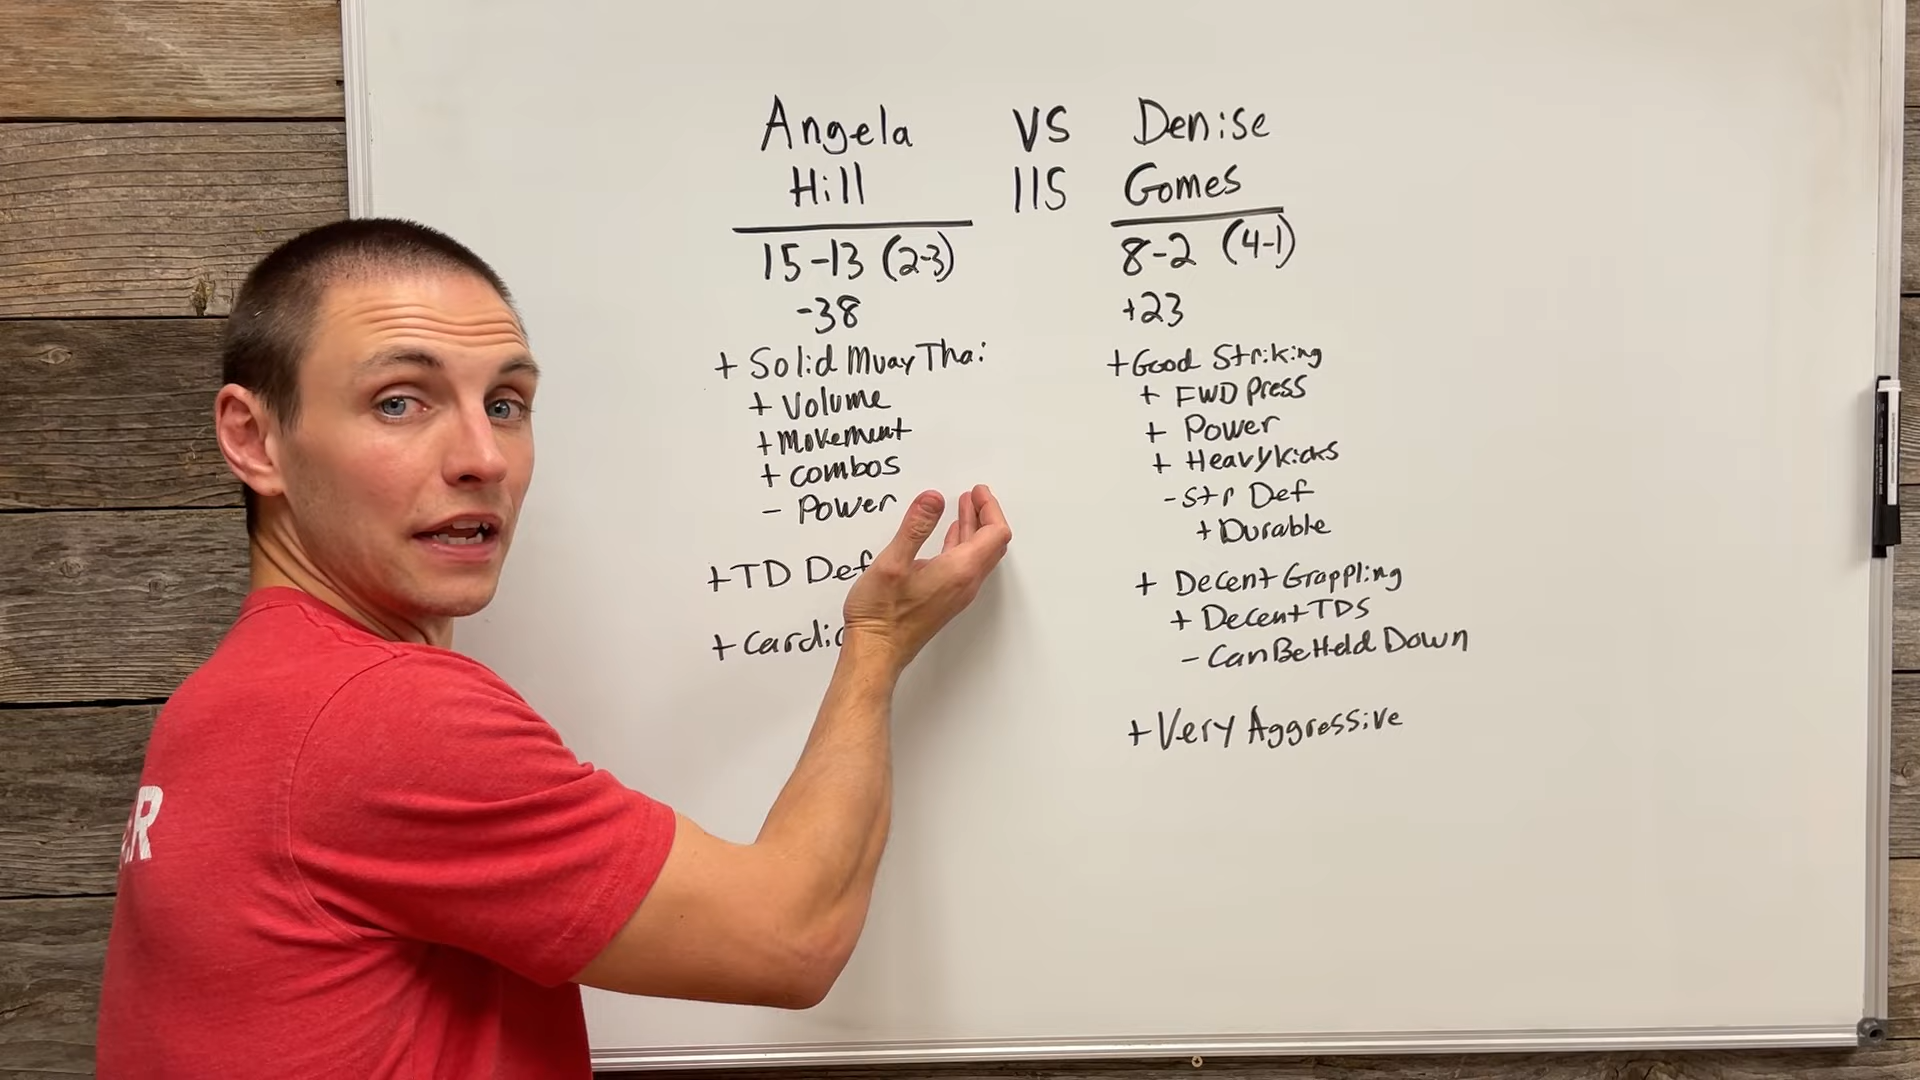 Angela VS Denise
Hill 115 Gomes
15-13 (2-3)
-38
+ Solid Muay Thai
+ Volume
+ Movement
+ combos
- Power
+TD Def
+ Cardio
8-2 (4-1)
+23
+Good Striking
+ FWD press
+ Power
+ Heavy kicks
- Str Def
+ Durable
+ Decent Grappling
+ Decent TDS
- Can Be Held Down
+ Very Aggressive